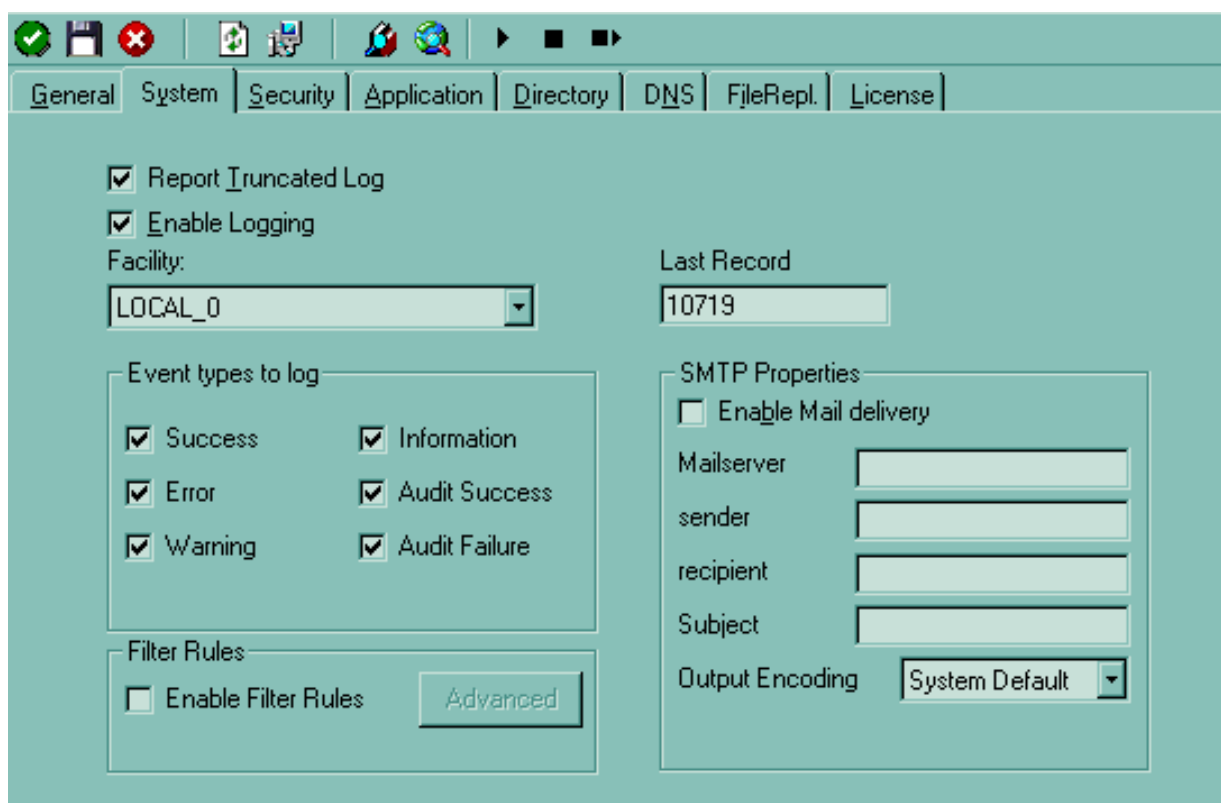 General System Security Application Directory DNS FileRepl. License
Report Truncated Log
Enable Logging
Facility:
LOCAL_0
Last Record
10719
Event types to log
Success
Information
Error
Audit Success
Warning
Audit Failure
Filter Rules
Enable Filter Rules
Advanced
SMTP Properties
Enable Mail delivery
Mailserver
sender
recipient
Subject
Output Encoding
System Default